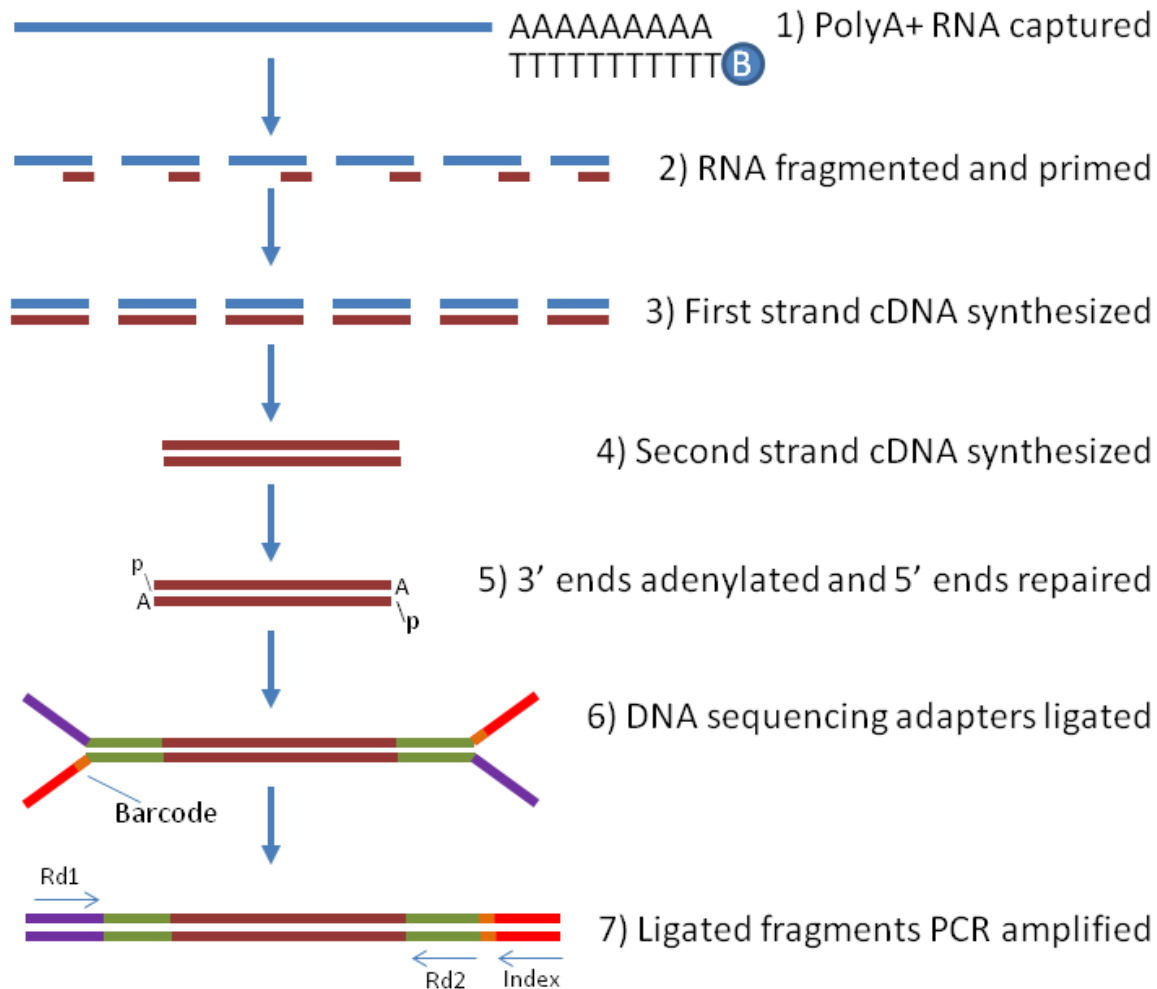 AAAAAAAAA
1) PolyA+ RNA captured
TTTTTTTTTTT B
2) RNA fragmented and primed
3) First strand cDNA synthesized
4) Second strand cDNA synthesized
p
5) 3’ ends adenylated and 5’ ends repaired
A
A
p
6) DNA sequencing adapters ligated
Barcode
Rd1
7) Ligated fragments PCR amplified
Rd2
Index